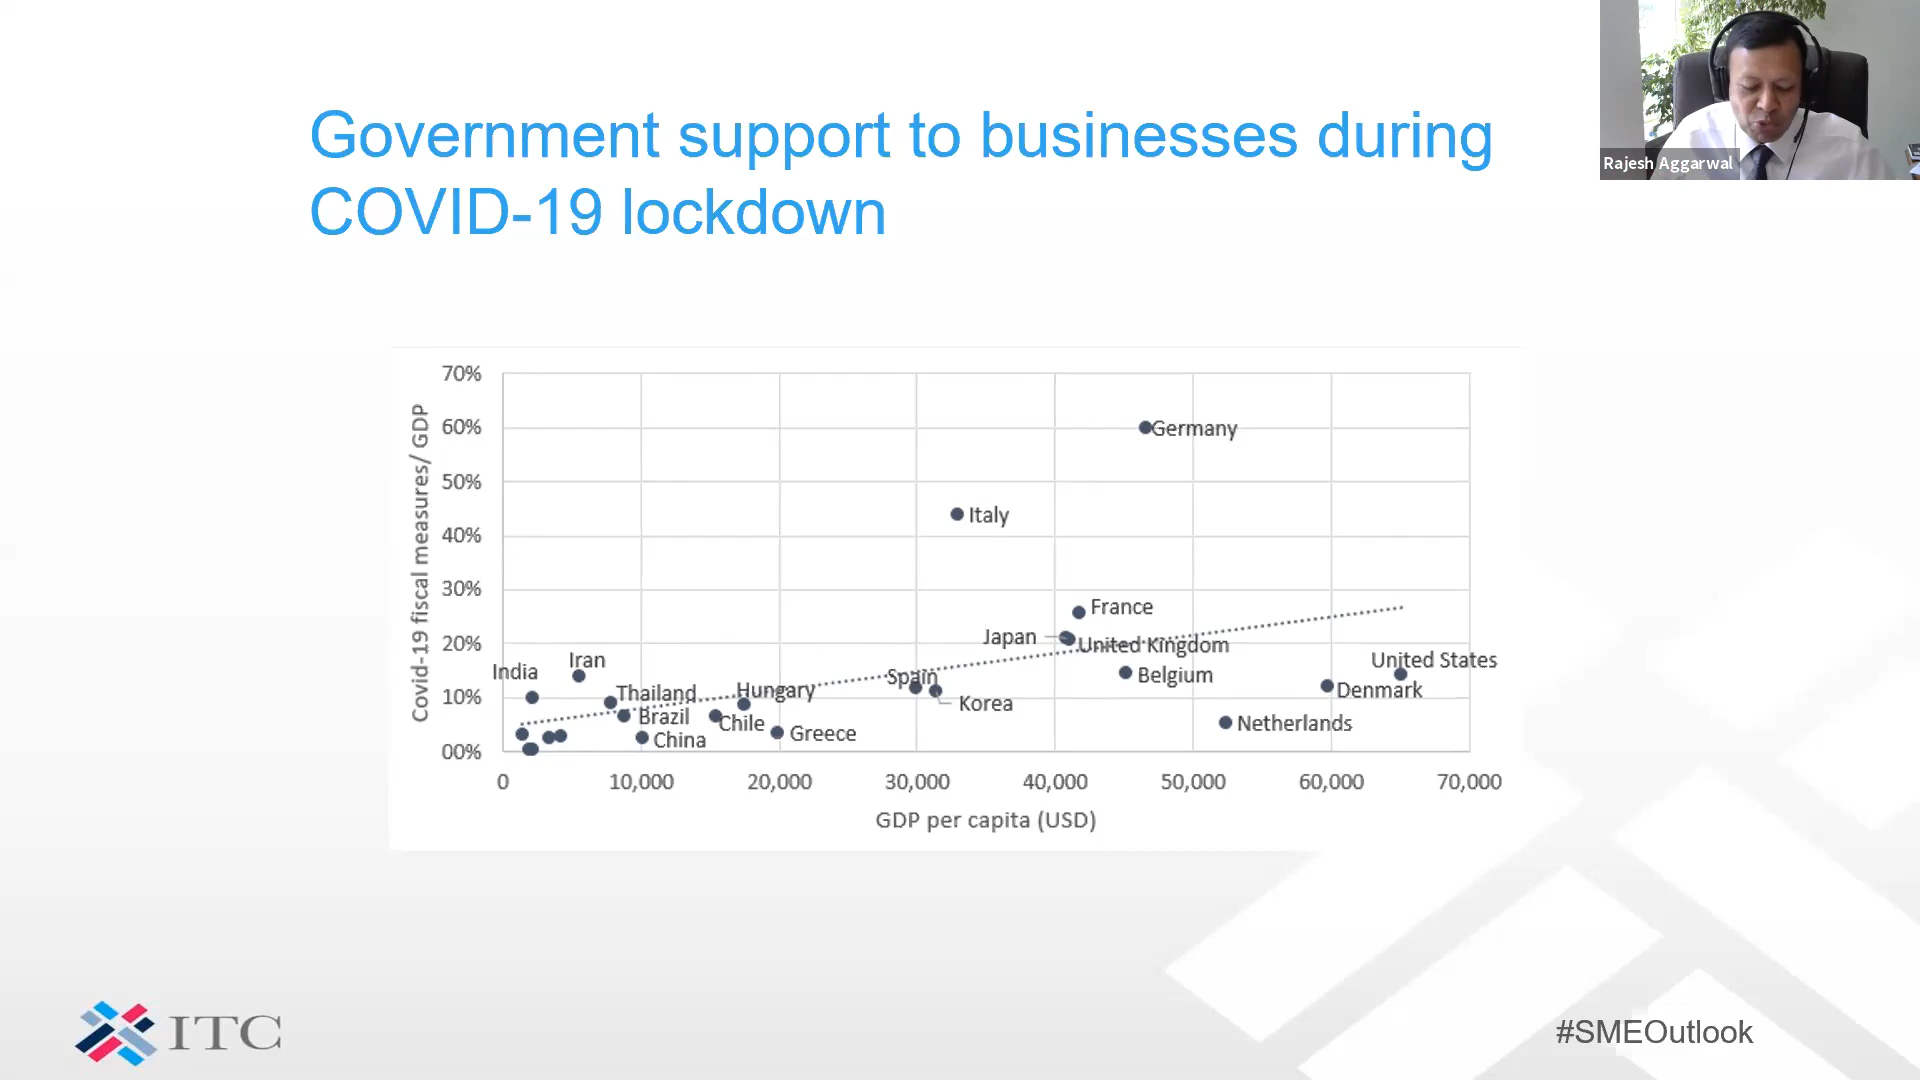 Government support to businesses during
COVID-19 lockdown
Rajesh Aggarwal
Covid-19 fiscal measures/ GDP
70%
60%
50%
40%
30%
20%
10%
00%
Germany
Italy
France
Japan
United Kingdom
Belgium
United States
Denmark
Netherlands
Spain
Korea
India
Iran
Thailand
Brazil
China
Hungary
Chile
Greece
0 10,000 20,000 30,000 40,000 50,000 60,000 70,000
GDP per capita (USD)
ITC
#SMEOutlook